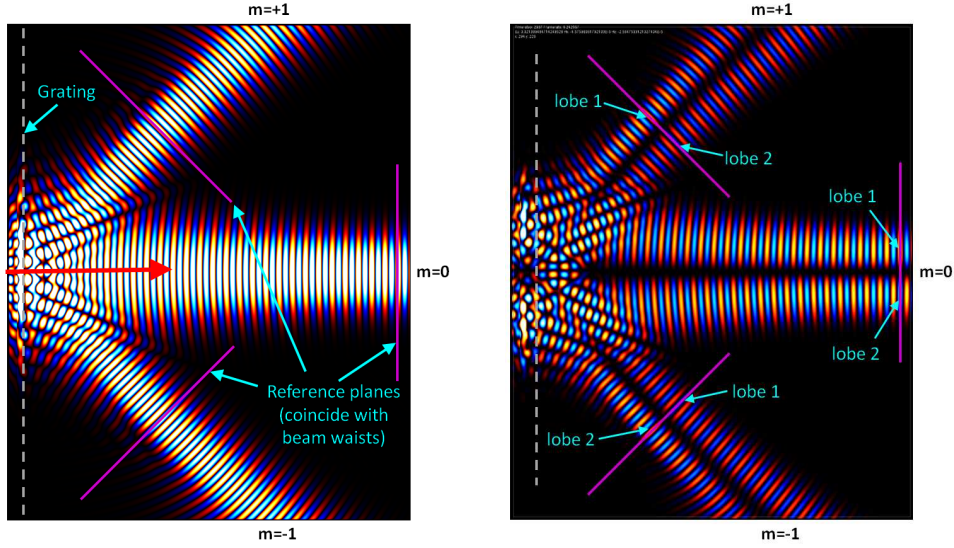 m=+1
Grating
m=0
Reference planes
(coincide with
beam waists)
m=-1
m=+1
lobe 1
lobe 2
lobe 1
m=0
lobe 2
lobe 1
lobe 2
m=-1